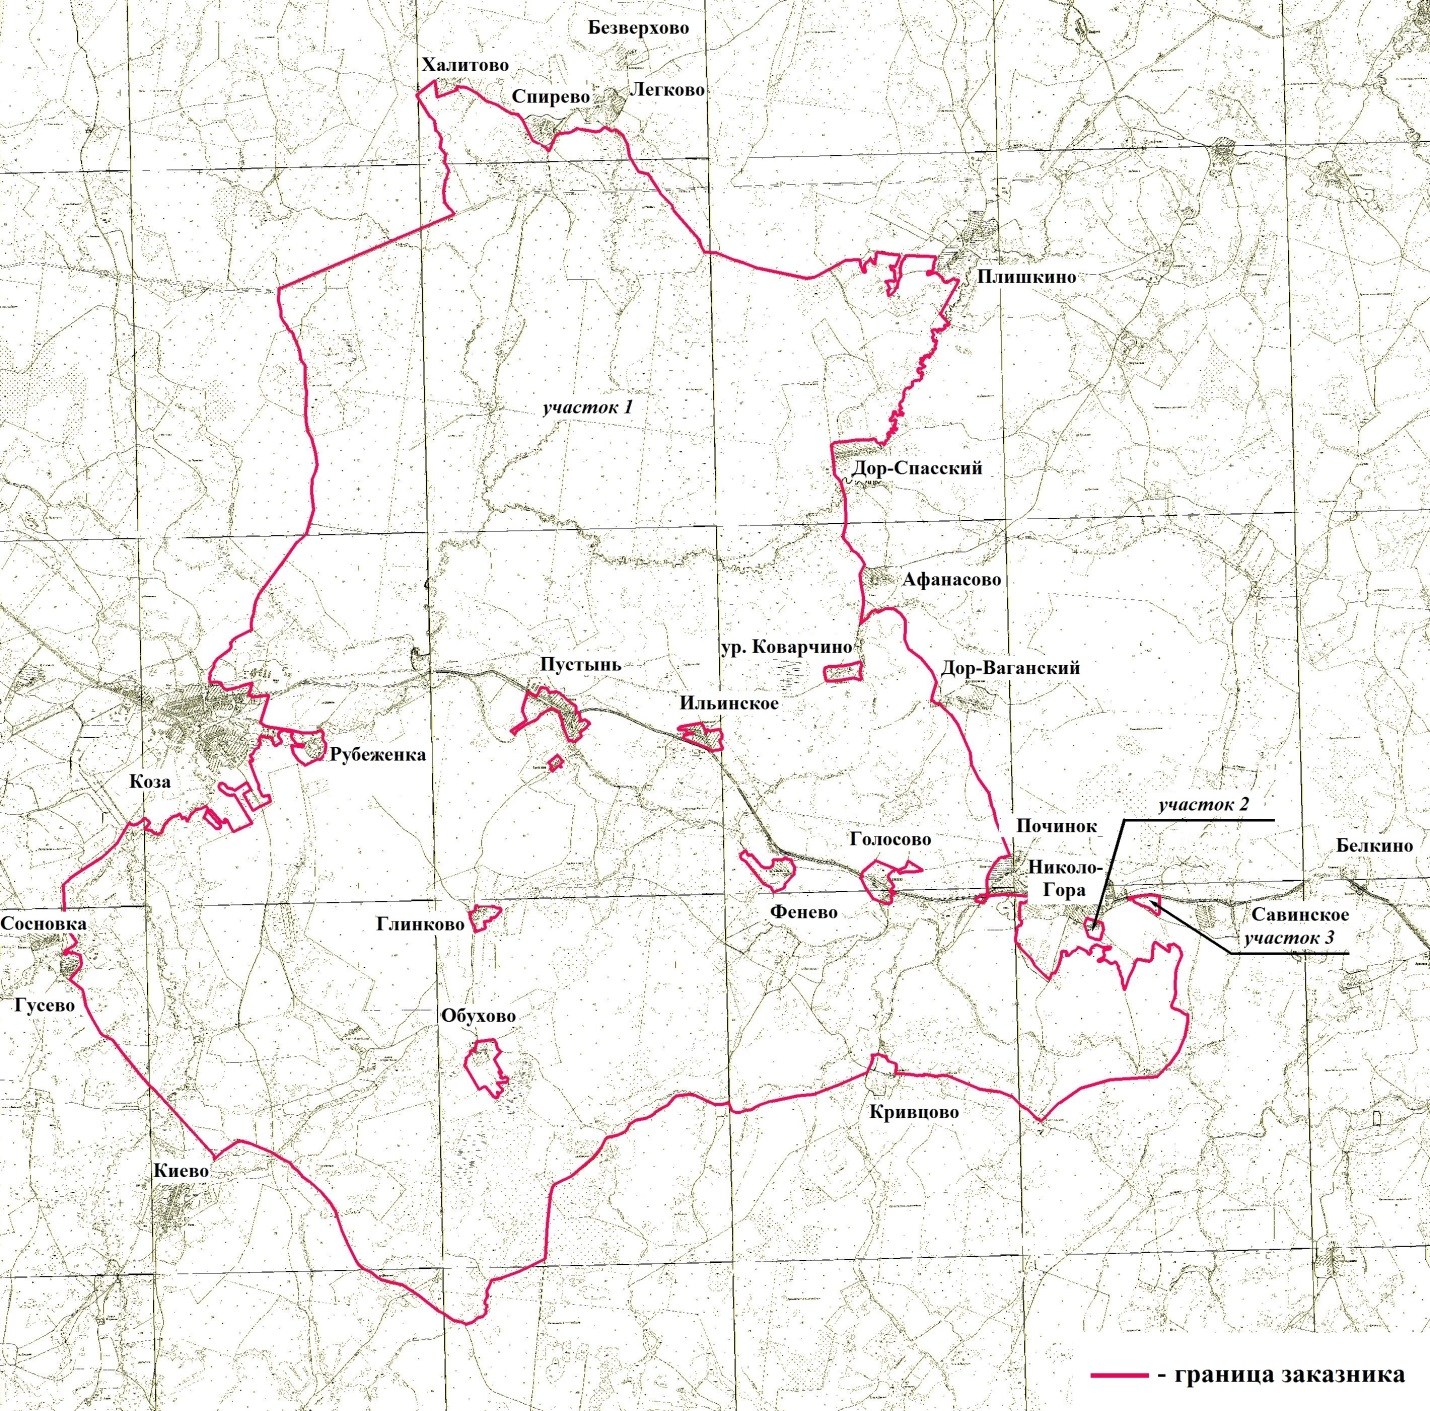 Безверхово
Халитово
Спирево
Легково
Плишкино
участок 1
Дор-Спасский
Афанасово
ур. Коварчино
Пустынь
Дор-Ваганский
Ильинское
Рубеженка
Коза
участок 2
Починок
Голосово
Белкино
Николо-
Гора
Фенево
Савинское
Сосновка
Глинково
участок 3
Гусево
Обухово
Кривцово
Киево
- граница заказника